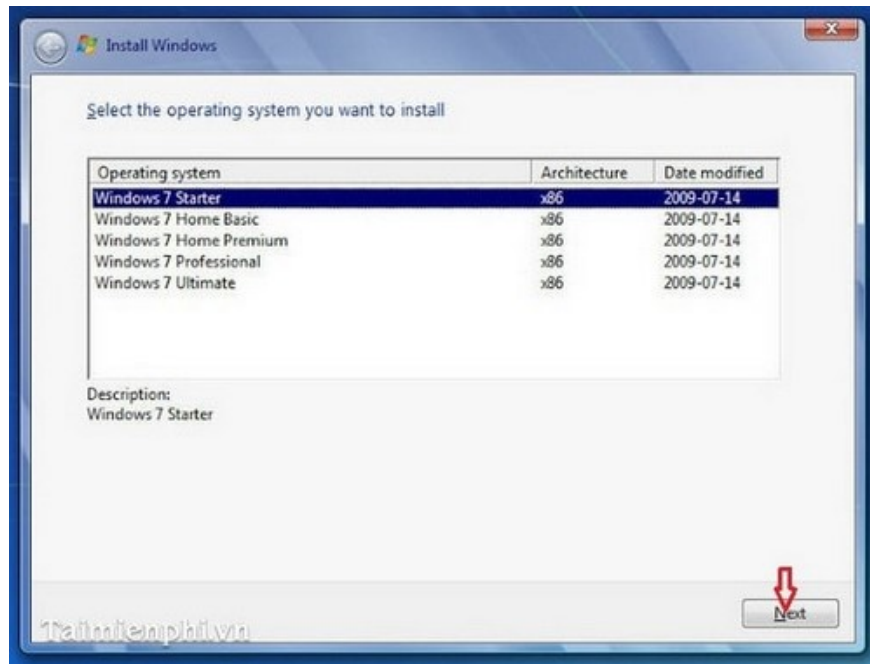 Install Windows
Select the operating system you want to install
Operating system Architecture Date modified
Windows 7 Starter x86 2009-07-14
Windows 7 Home Basic x86 2009-07-14
Windows 7 Home Premium x86 2009-07-14
Windows 7 Professional x86 2009-07-14
Windows 7 Ultimate x86 2009-07-14
Description:
Windows 7 Starter
Next
Taimienphi.vn